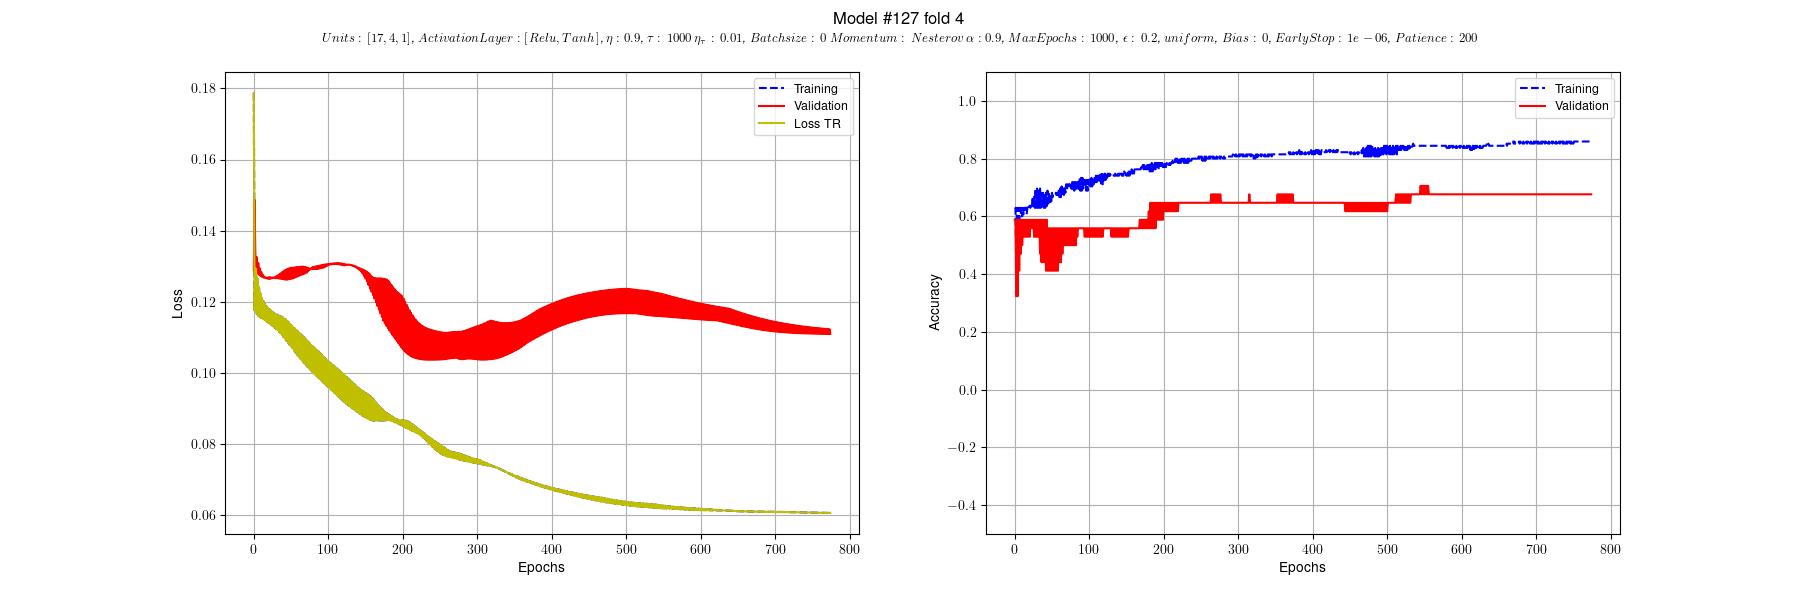 Model #127 fold 4
Units : [17, 4, 1], ActivationLayer : [Relu, Tanh], η : 0.9, τ : 1000 ητ : 0.01, Batchsize : 0 Momentum : Nesterov α : 0.9, MaxEpochs : 1000, ϵ : 0.2, uniform, Bias : 0, EarlyStop : 1e − 06, Patience : 200
0.18
0.16
0.14
0.12
0.10
0.08
0.06
Loss
Training
Validation
Loss TR
0 100 200 300 400 500 600 700 800
Epochs
1.0
0.8
0.6
0.4
0.2
0.0
−0.2
−0.4
Accuracy
Training
Validation
0 100 200 300 400 500 600 700 800
Epochs